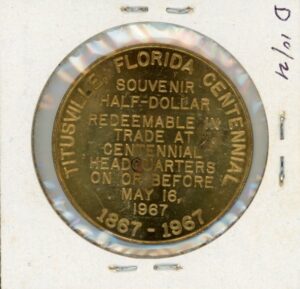 TITUSVILLE, FLORIDA CENTENNIAL
SOUVENIR
HALF-DOLLAR
REDEEMABLE IN
TRADE AT
CENTENNIAL
HEADQUARTERS
ON OR BEFORE
MAY 16,
1967
1867-1967
D 10/21